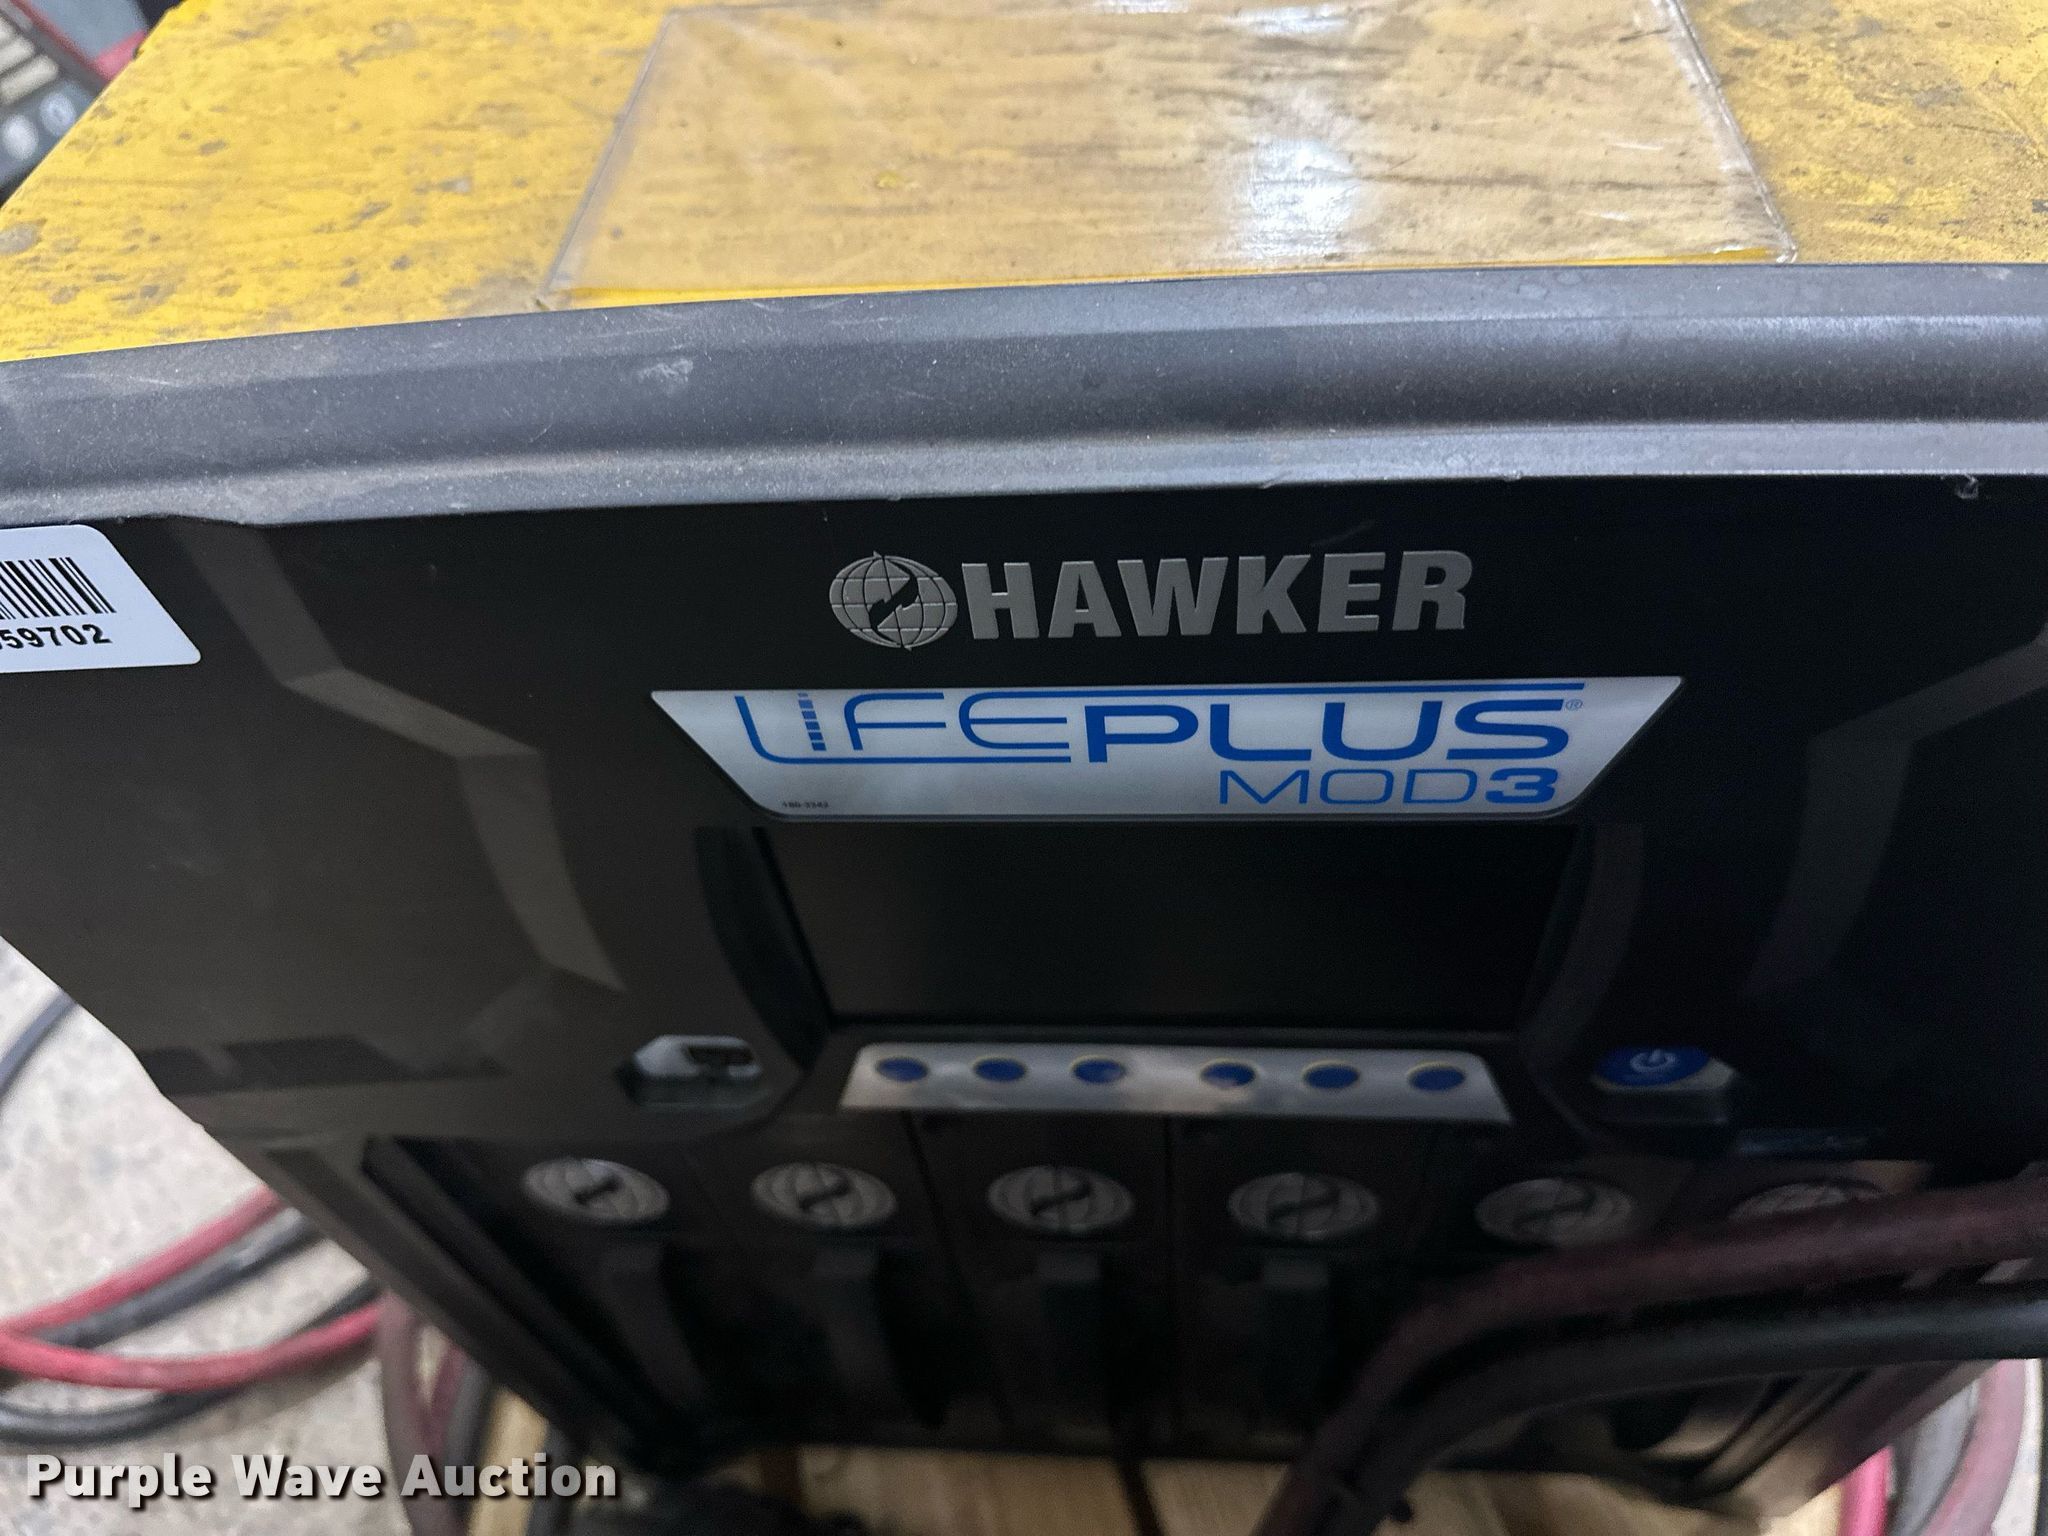 HAWKER
LIFEPLUS®
MOD3
59702
Purple Wave Auction